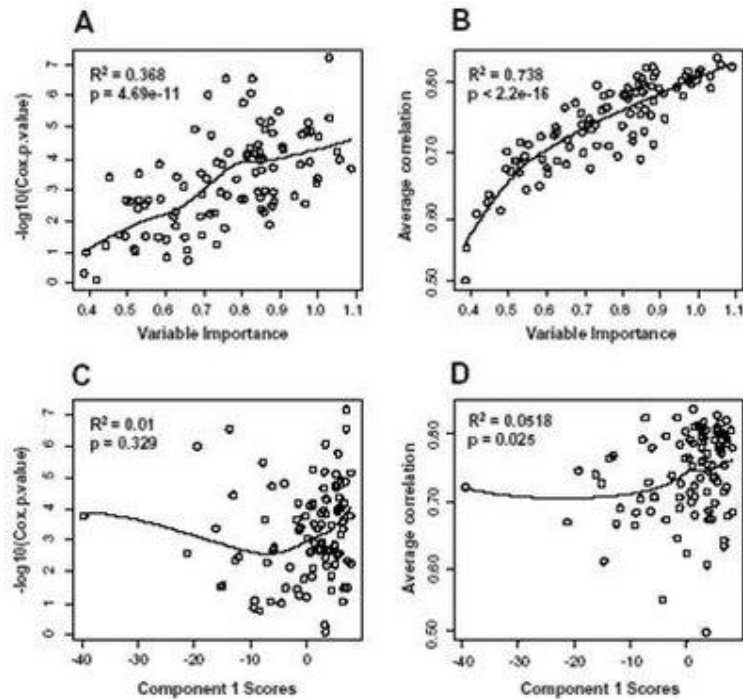 A
R² = 0.368
p = 4.69e-11
-log10(Cox.p.value)
7
6
5
4
3
2
1
0
0.4 0.5 0.6 0.7 0.8 0.9 1.0 1.1
Variable Importance
B
R² = 0.738
p < 2.2e-16
Average correlation
0.80
0.70
0.60
0.50
0.4 0.5 0.6 0.7 0.8 0.9 1.0 1.1
Variable Importance
C
R² = 0.01
p = 0.329
-log10(Cox.p.value)
7
6
5
4
3
2
1
0
-40 -30 -20 -10 0
Component 1 Scores
D
R² = 0.0518
p = 0.025
Average correlation
0.80
0.70
0.60
0.50
-40 -30 -20 -10 0
Component 1 Scores